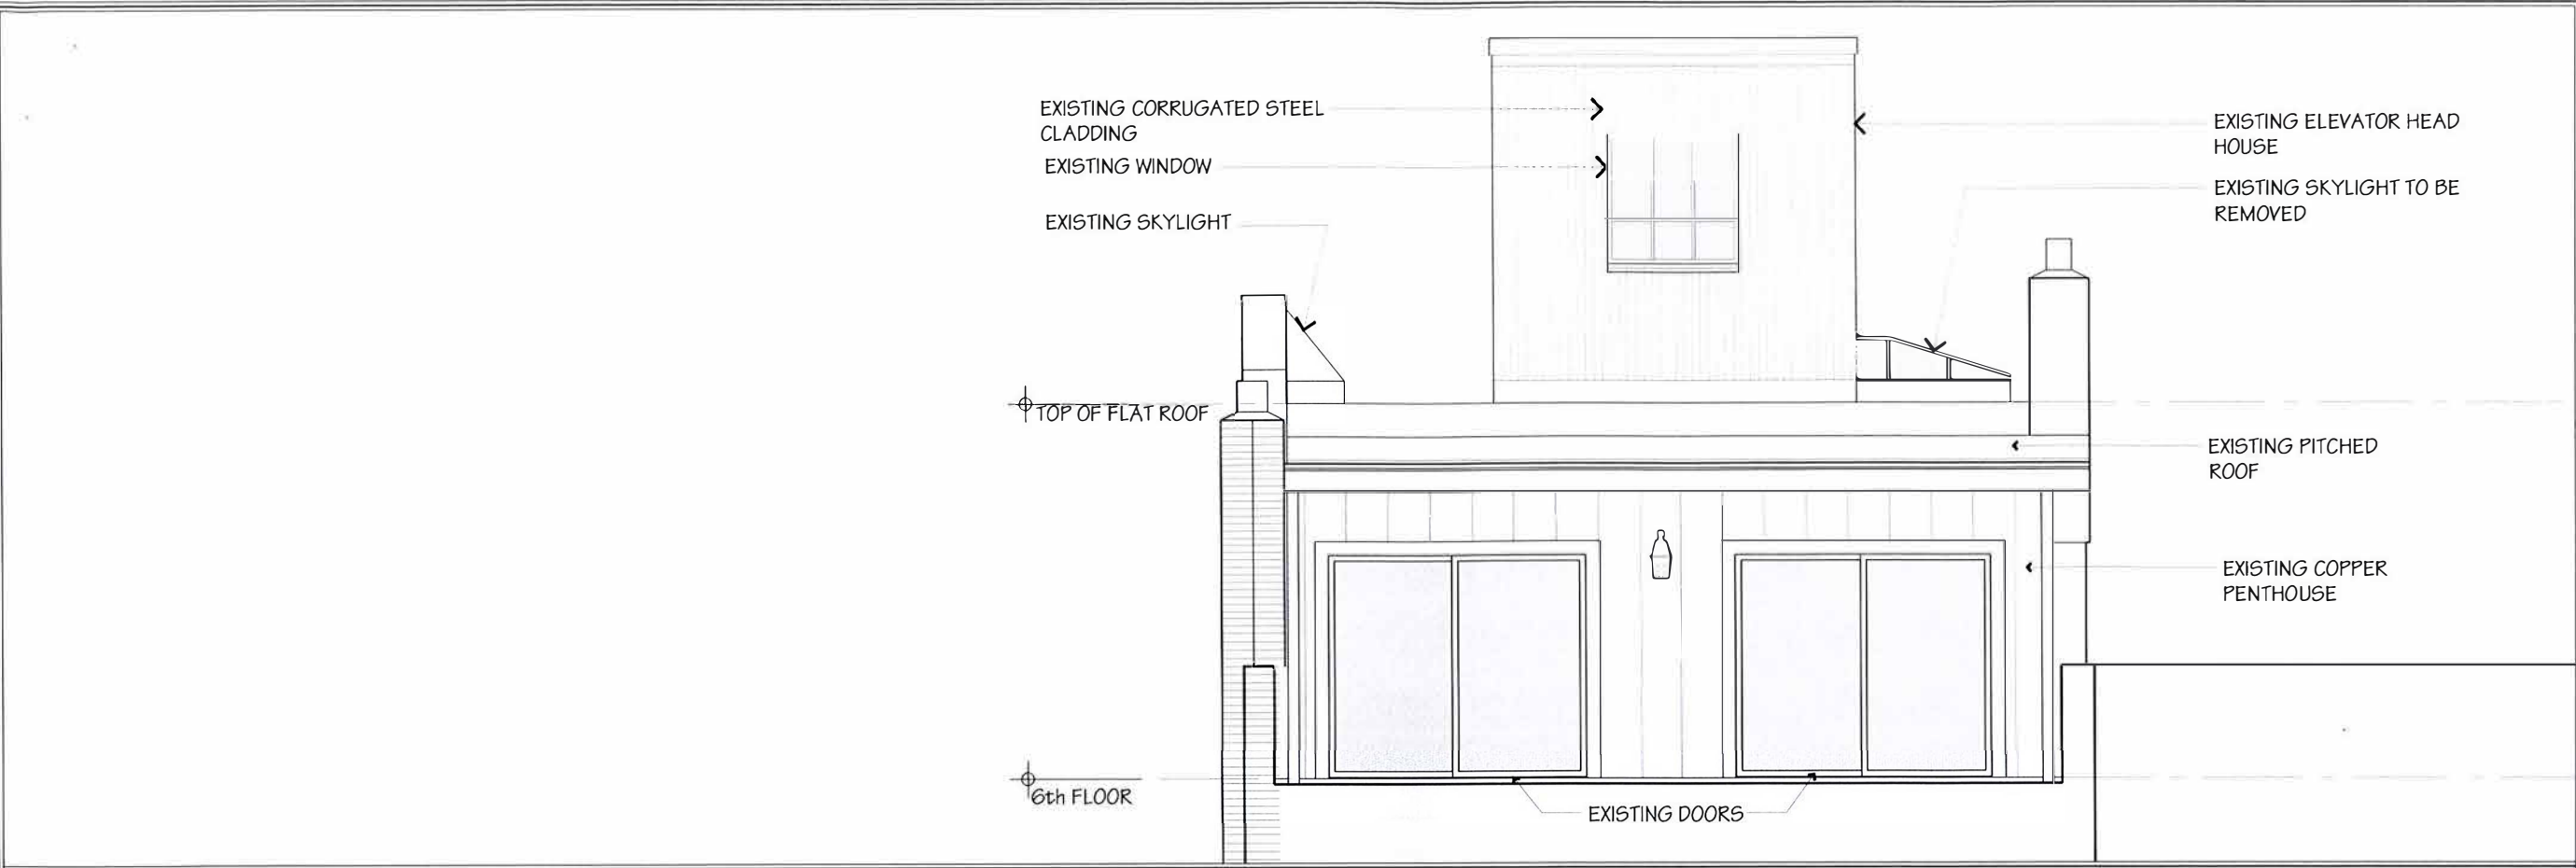 EXISTING CORRUGATED STEEL
CLADDING
EXISTING WINDOW
EXISTING SKYLIGHT
TOP OF FLAT ROOF
6th FLOOR
EXISTING DOORS
EXISTING ELEVATOR HEAD
HOUSE
EXISTING SKYLIGHT TO BE
REMOVED
EXISTING PITCHED
ROOF
EXISTING COPPER
PENTHOUSE